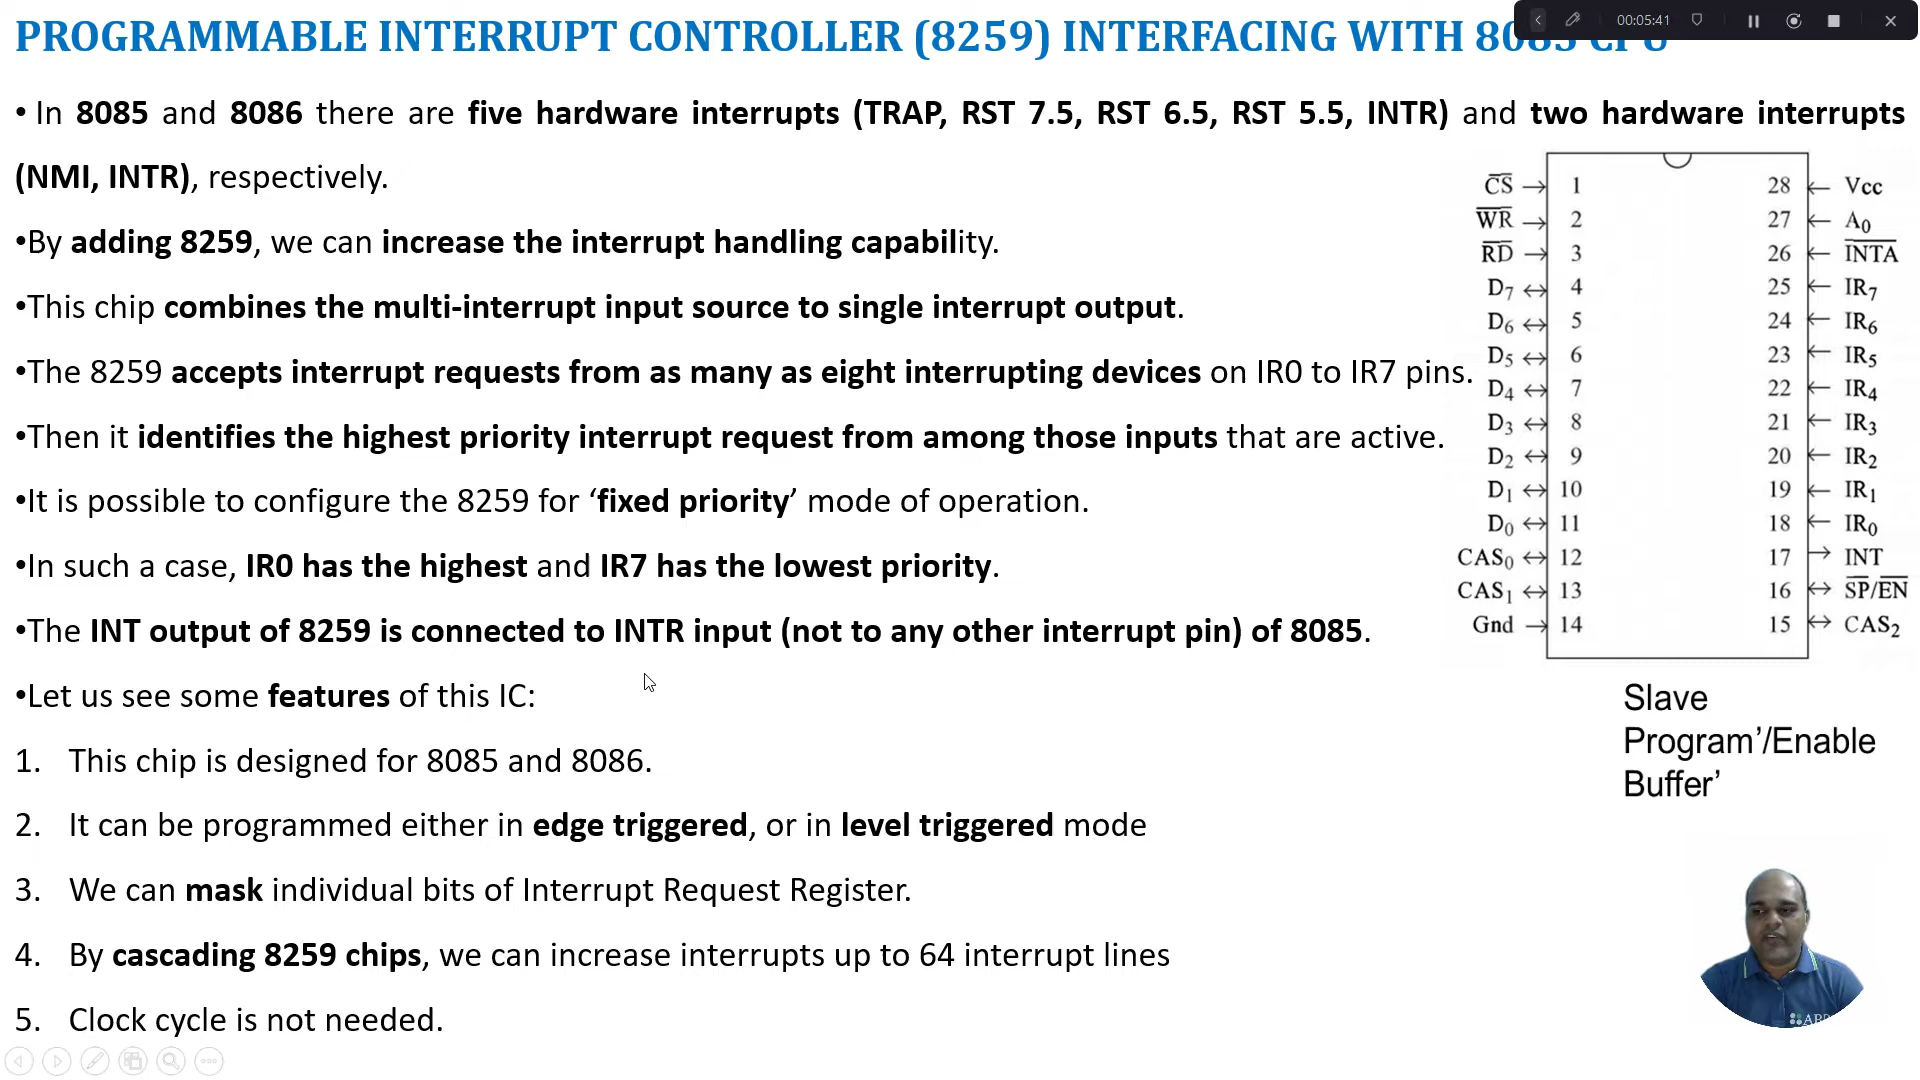 PROGRAMMABLE INTERRUPT CONTROLLER (8259) INTERFACING WITH 8085 CPU
00:05:41
• In 8085 and 8086 there are five hardware interrupts (TRAP, RST 7.5, RST 6.5, RST 5.5, INTR) and two hardware interrupts
(NMI, INTR), respectively.
•By adding 8259, we can increase the interrupt handling capability.
•This chip combines the multi-interrupt input source to single interrupt output.
•The 8259 accepts interrupt requests from as many as eight interrupting devices on IR0 to IR7 pins.
•Then it identifies the highest priority interrupt request from among those inputs that are active.
•It is possible to configure the 8259 for ‘fixed priority’ mode of operation.
•In such a case, IR0 has the highest and IR7 has the lowest priority.
•The INT output of 8259 is connected to INTR input (not to any other interrupt pin) of 8085.
•Let us see some features of this IC:
1. This chip is designed for 8085 and 8086.
2. It can be programmed either in edge triggered, or in level triggered mode
3. We can mask individual bits of Interrupt Request Register.
4. By cascading 8259 chips, we can increase interrupts up to 64 interrupt lines
5. Clock cycle is not needed.
C̅S̅ → 1 28 ← Vcc
W̅R̅ → 2 27 ← A₀
R̅D̅ → 3 26 ← I̅N̅T̅A̅
D₇ ↔ 4 25 ← IR₇
D₆ ↔ 5 24 ← IR₆
D₅ ↔ 6 23 ← IR₅
D₄ ↔ 7 22 ← IR₄
D₃ ↔ 8 21 ← IR₃
D₂ ↔ 9 20 ← IR₂
D₁ ↔ 10 19 ← IR₁
D₀ ↔ 11 18 ← IR₀
CAS₀ ↔ 12 17 → INT
CAS₁ ↔ 13 16 ↔ S̅P̅/E̅N̅
Gnd → 14 15 ↔ CAS₂
Slave
Program’/Enable
Buffer’